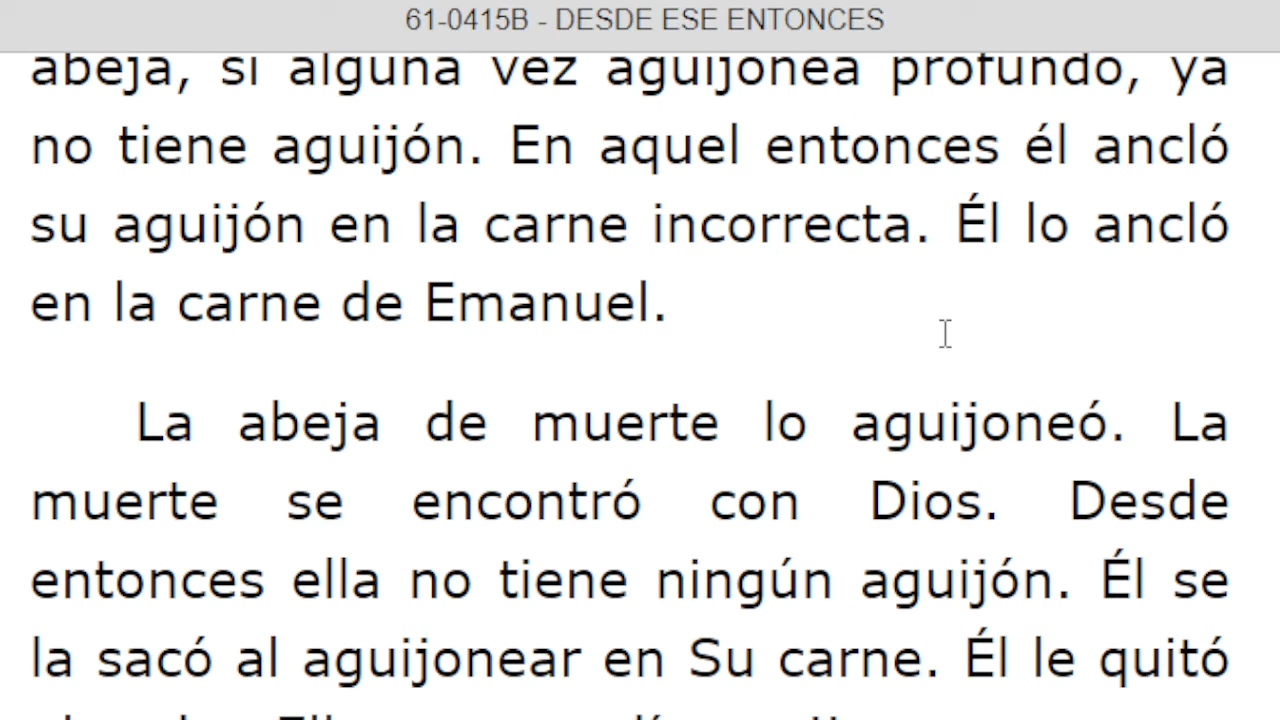 61-0415B - DESDE ESE ENTONCES
abeja, si alguna vez aguijonea profundo, ya
no tiene aguijón. En aquel entonces él ancló
su aguijón en la carne incorrecta. Él lo ancló
en la carne de Emanuel.
La abeja de muerte lo aguijoneó. La
muerte se encontró con Dios. Desde
entonces ella no tiene ningún aguijón. Él se
la sacó al aguijonear en Su carne. Él le quitó